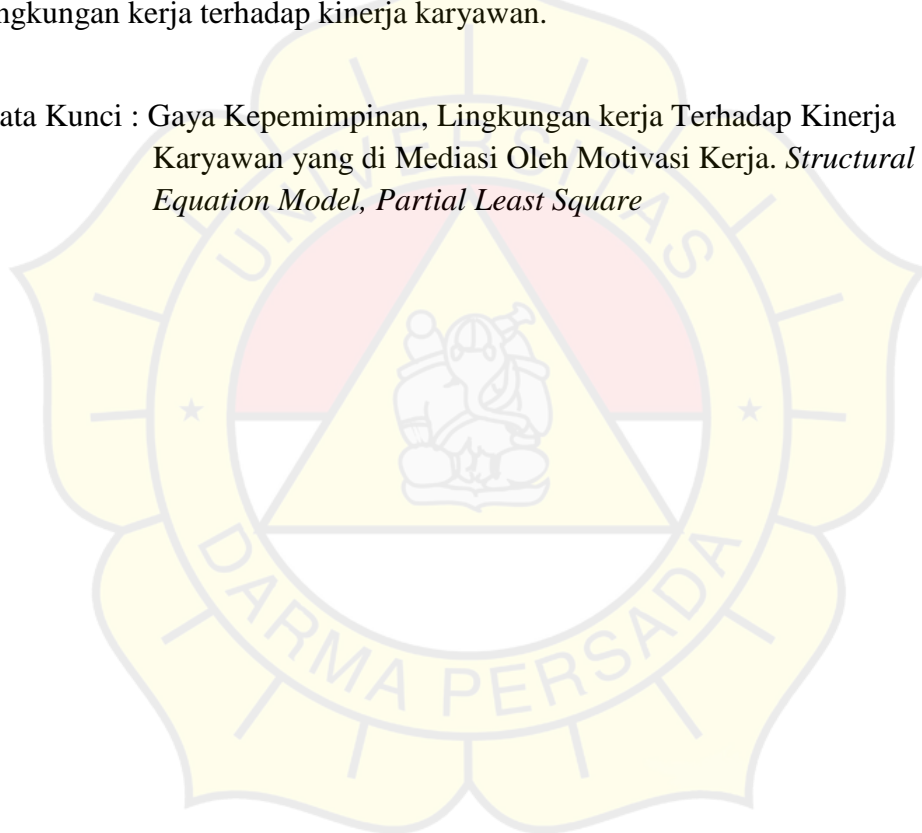 ngkungan kerja terhadap kinerja karyawan.
ata Kunci : Gaya Kepemimpinan, Lingkungan kerja Terhadap Kinerja
Karyawan yang di Mediasi Oleh Motivasi Kerja. Structural
Equation Model, Partial Least Square
UNIVERSITAS
DARMA PERSADA